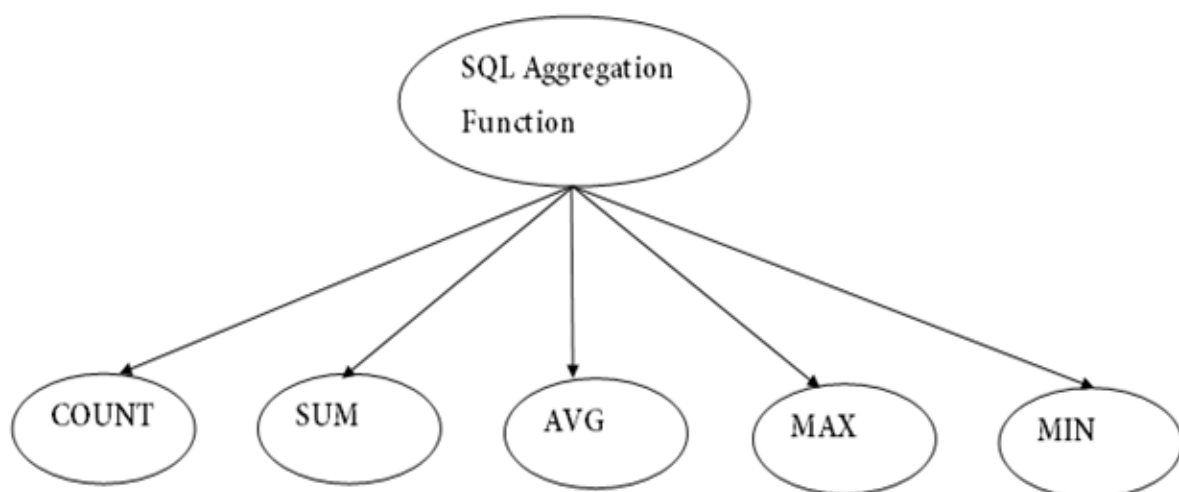 SQL Aggregation
Function
COUNT
SUM
AVG
MAX
MIN